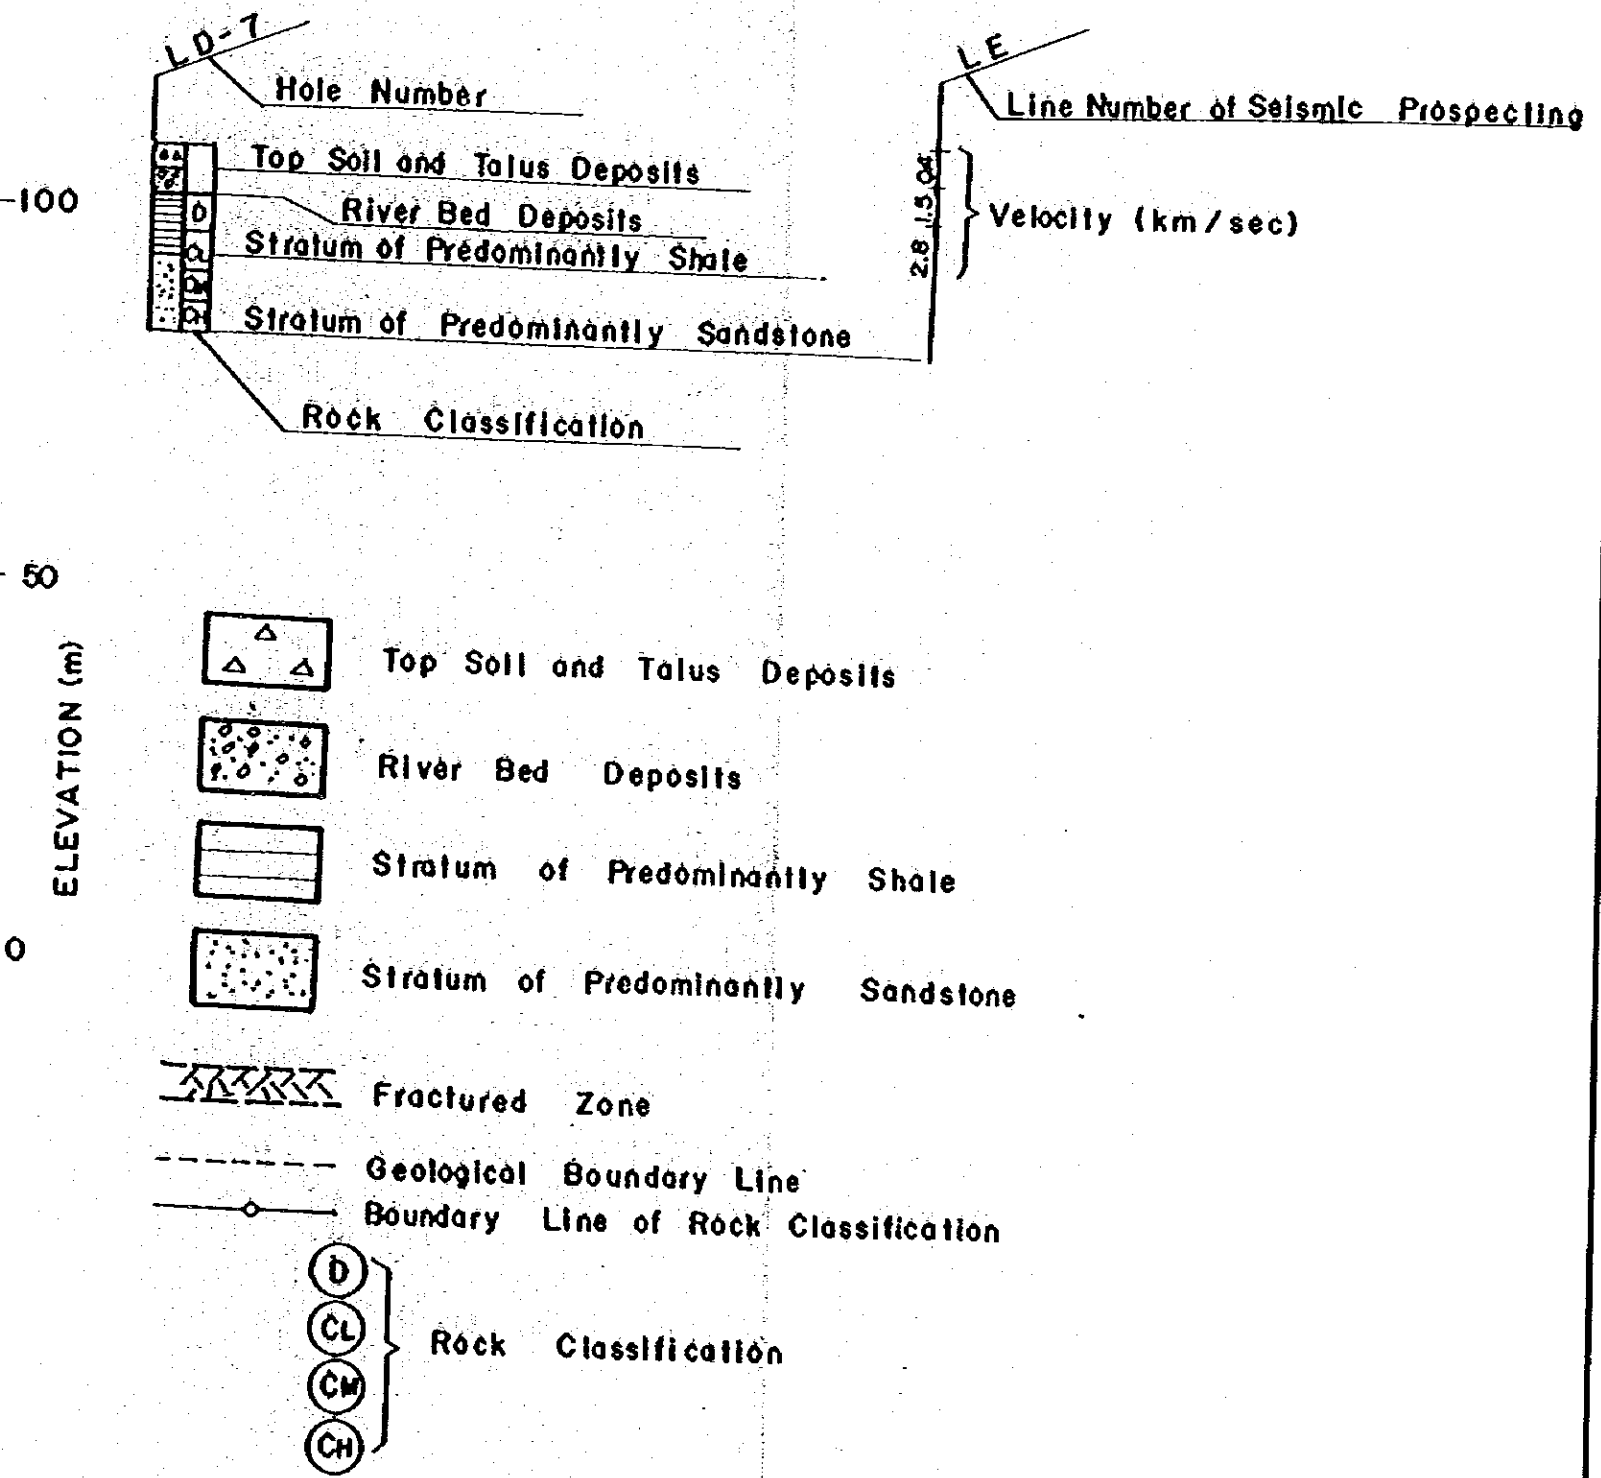 LD-7
Hole Number
Top Soil and Talus Deposits
River Bed Deposits
Stratum of Predominantly Shale
Stratum of Predominantly Sandstone
Rock Classification
D
CL
CM
CH
LE
Line Number of Seismic Prospecting
2.8 1.5 0.4
Velocity (km/sec)
100
50
0
ELEVATION (m)
Top Soil and Talus Deposits
River Bed Deposits
Stratum of Predominantly Shale
Stratum of Predominantly Sandstone
Fractured Zone
Geological Boundary Line
Boundary Line of Rock Classification
D
CL
CM
CH
Rock Classification